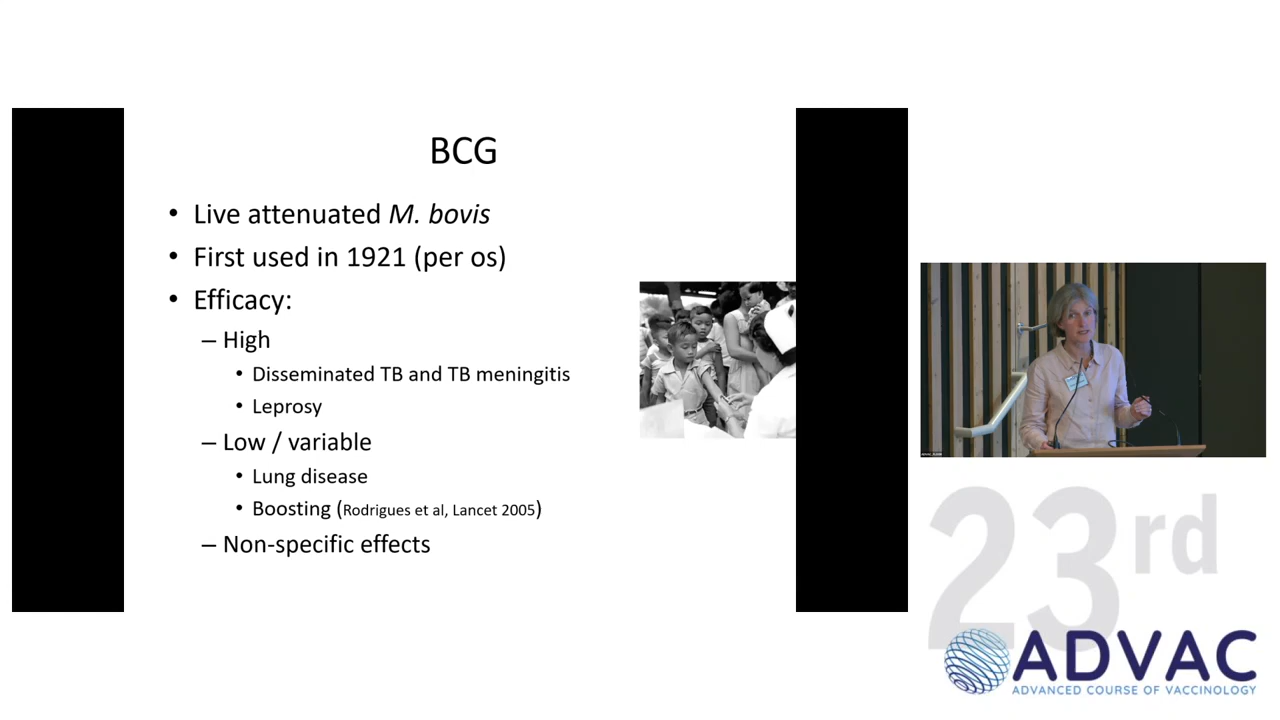 BCG
• Live attenuated M. bovis
• First used in 1921 (per os)
• Efficacy:
– High
• Disseminated TB and TB meningitis
• Leprosy
– Low / variable
• Lung disease
• Boosting (Rodrigues et al, Lancet 2005)
– Non-specific effects
23rd
ADVAC
ADVANCED COURSE OF VACCINOLOGY